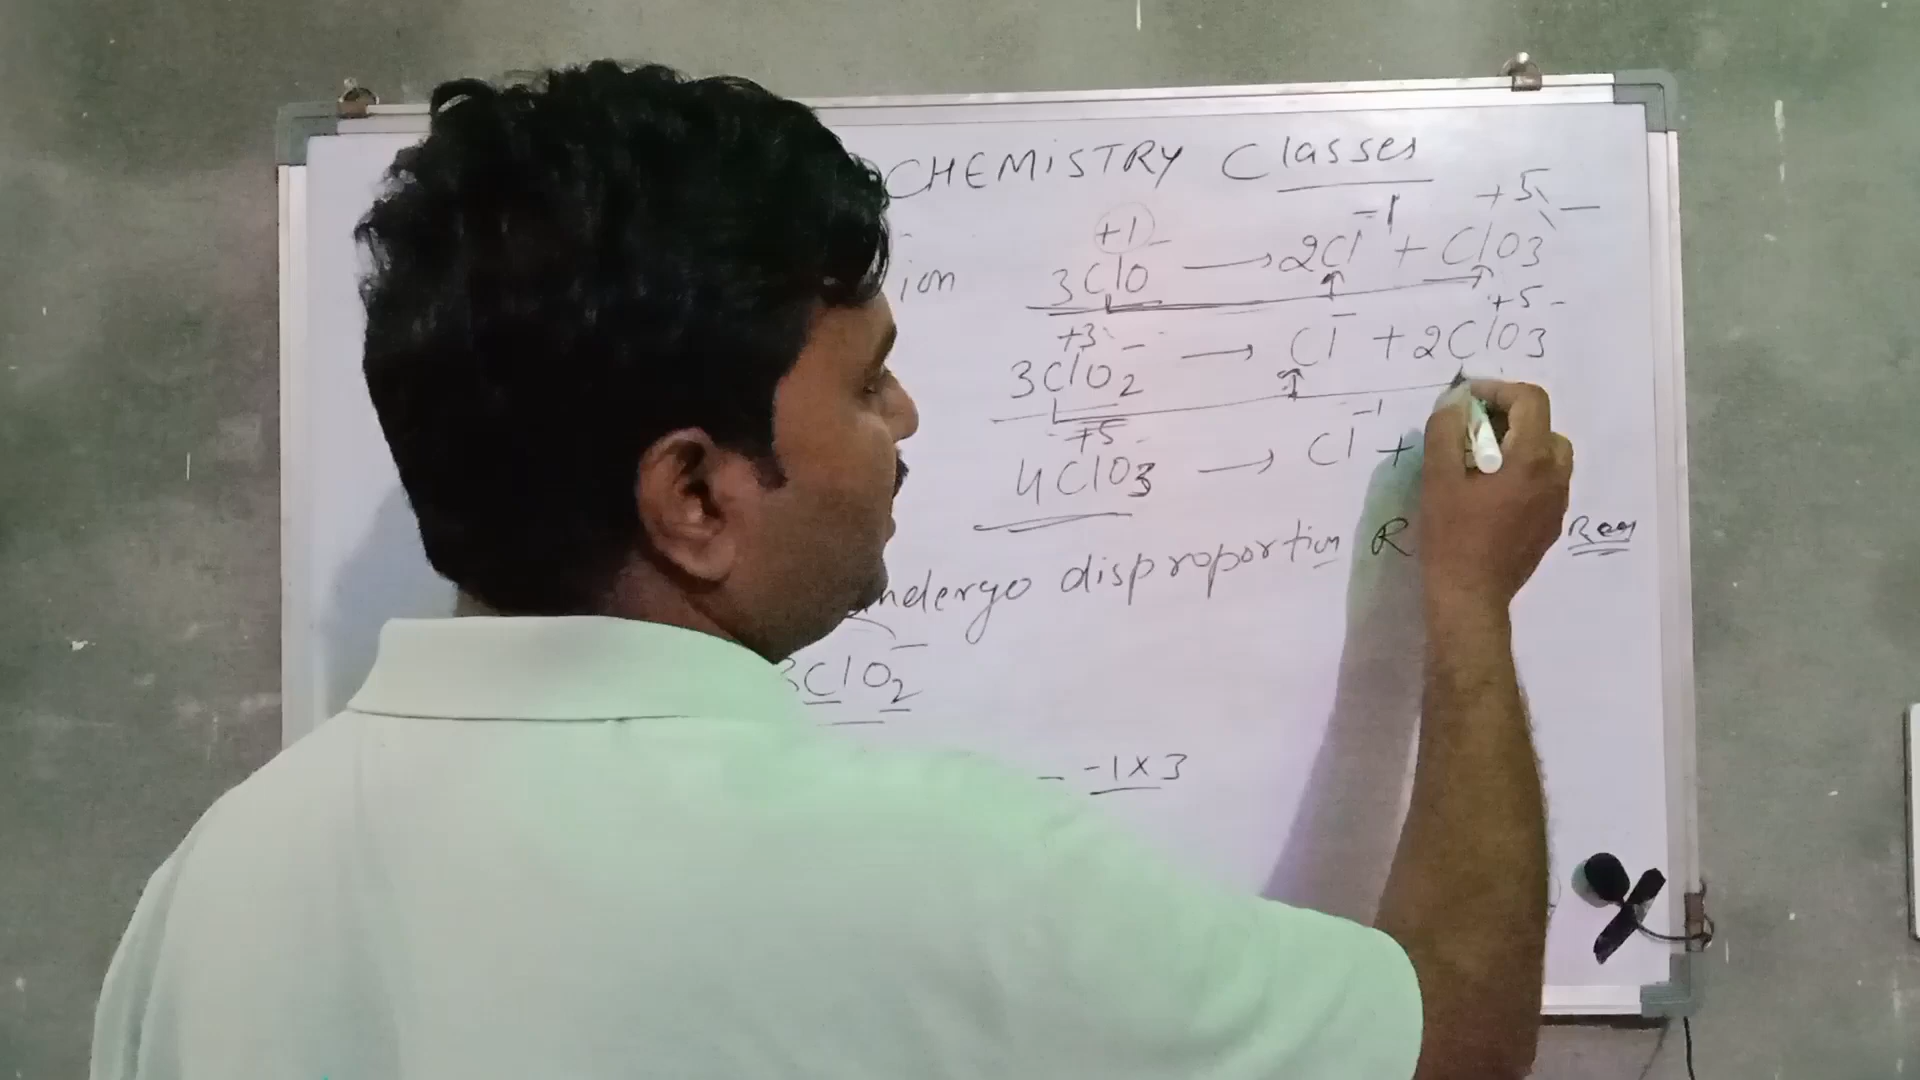 CHEMISTRY Classes
ion
+1 -1 +5 -
3ClO⁻ → 2Cl + ClO3
+3 +5 -
3ClO2⁻ → Cl⁻ + 2ClO3
+5 -1
4ClO3⁻ → Cl +
undergo disproportion R
3ClO2⁻
- -1×3